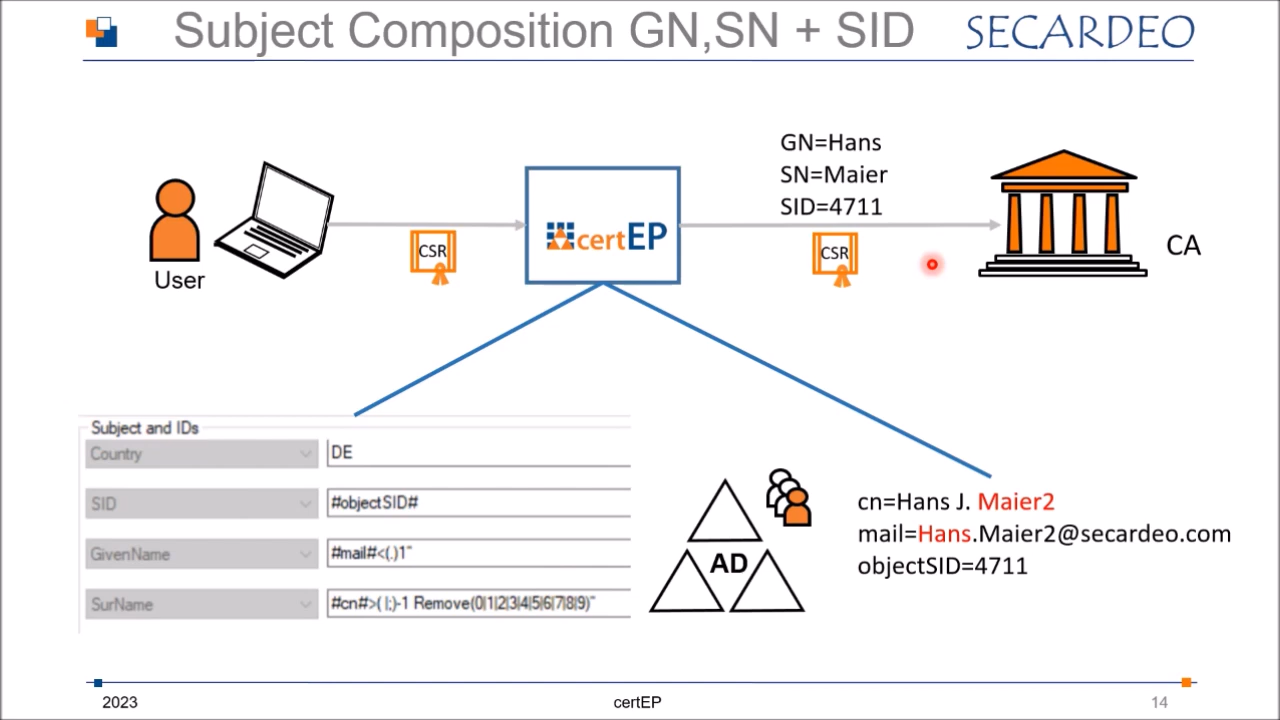 Subject Composition GN,SN + SID
SECARDEO
GN=Hans
SN=Maier
SID=4711
CSR
certEP
CSR
CA
User
Subject and IDs
Country
DE
SID
#objectSID#
GivenName
#mail#<(.)1"
SurName
#cn#>( |;)-1 Remove(0|1|2|3|4|5|6|7|8|9)"
AD
cn=Hans J. Maier2
mail=Hans.Maier2@secardeo.com
objectSID=4711
2023
certEP
14